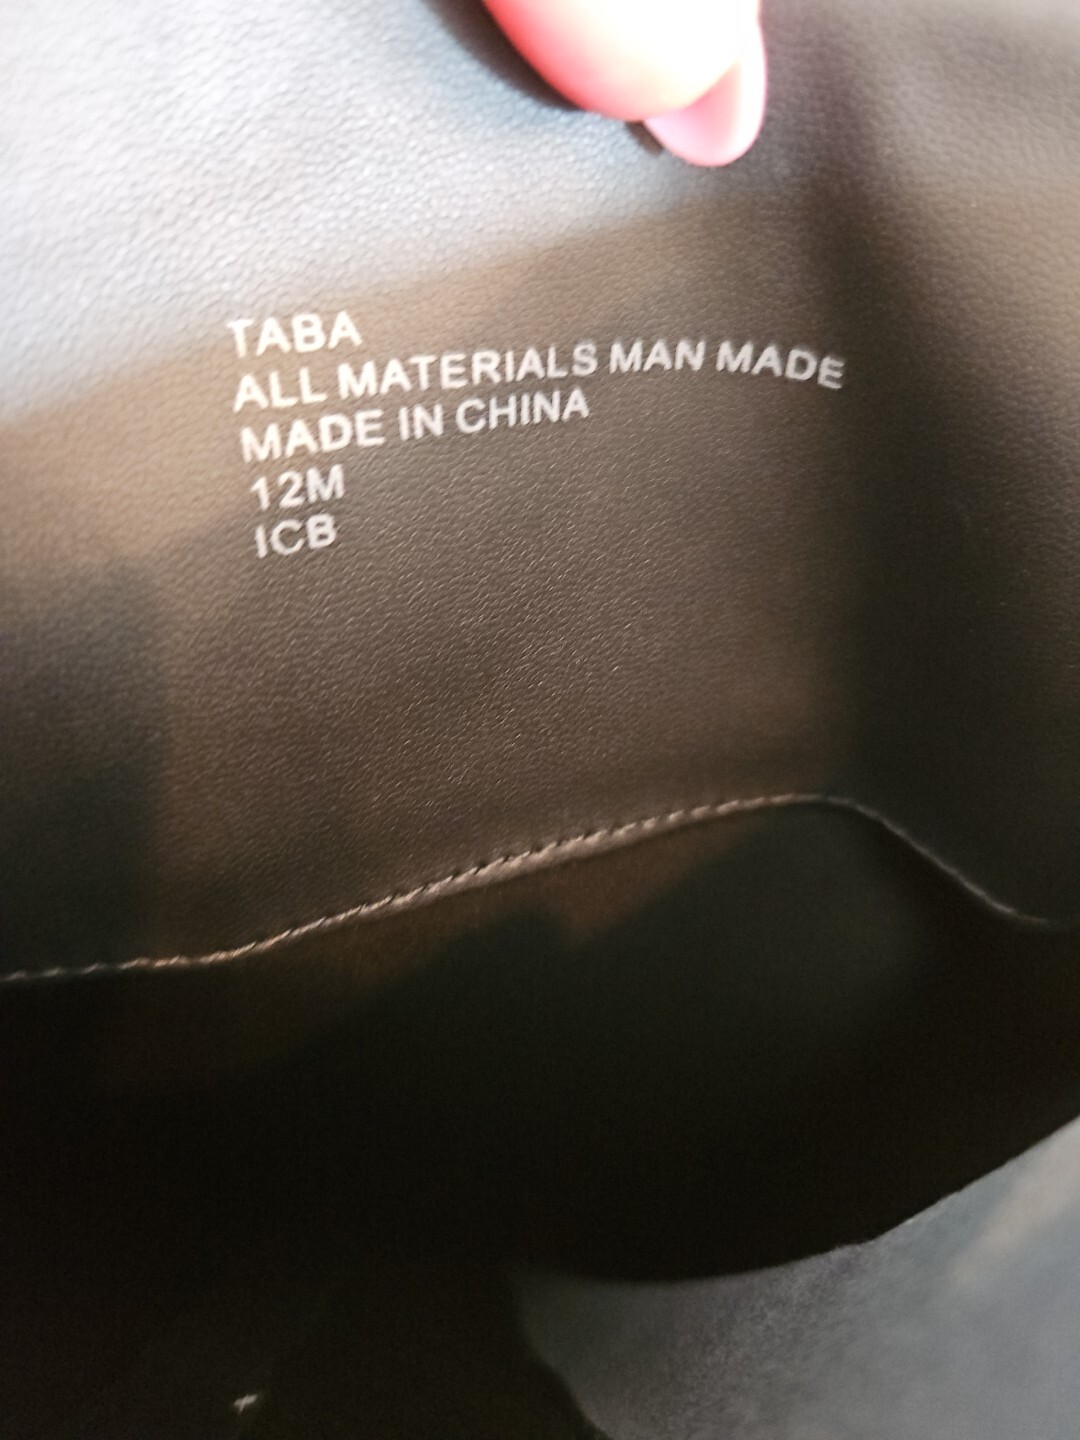 TABA
ALL MATERIALS MAN MADE
MADE IN CHINA
12M
ICB